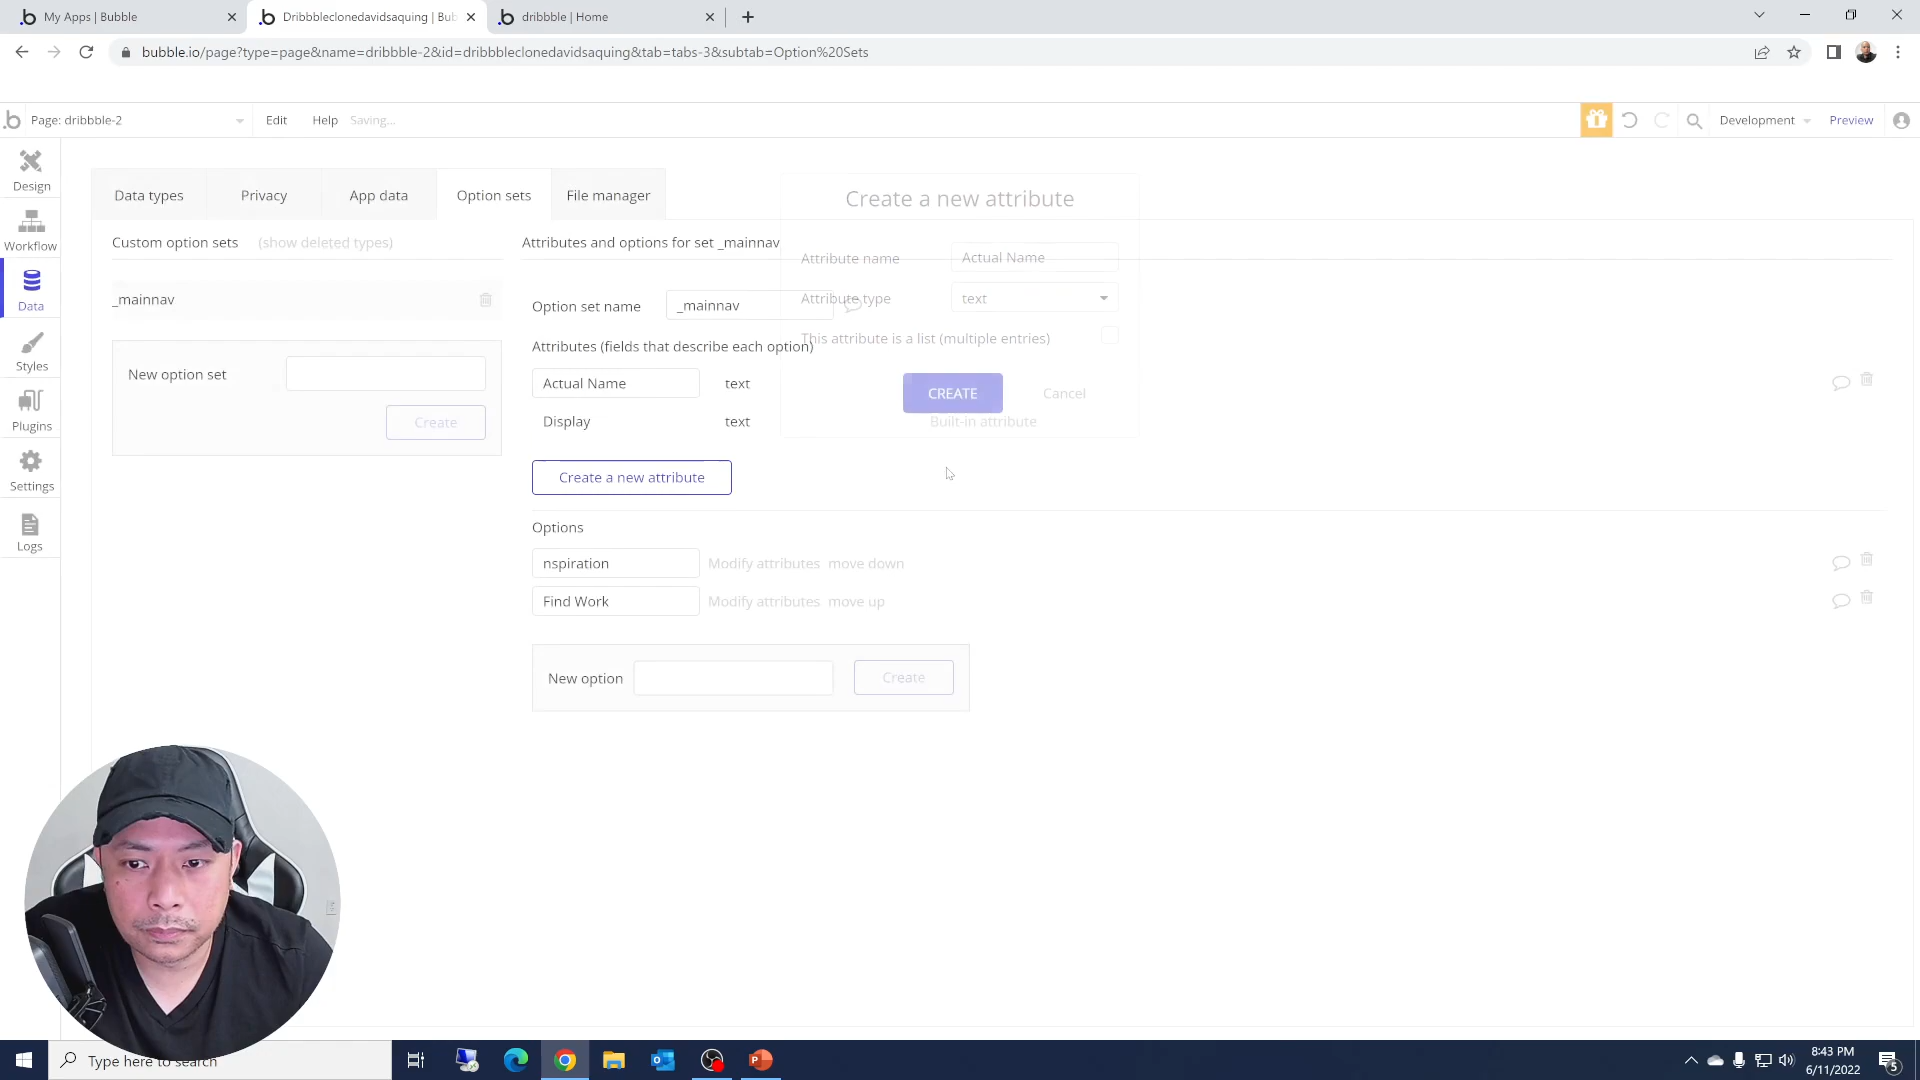 My Apps | Bubble
Dribbbleclonedavidsaquing | Bub
dribbble | Home
bubble.io/page?type=page&name=dribbble-2&id=dribbbleclonedavidsaquing&tab=tabs-3&subtab=Option%20Sets
Page: dribbble-2
Edit
Help
Saving...
Development
Preview
Design
Workflow
Data
Styles
Plugins
Settings
Logs
Data types
Privacy
App data
Option sets
File manager
Custom option sets
(show deleted types)
_mainnav
New option set
Create
Attributes and options for set _mainnav
Option set name
_mainnav
Attributes (fields that describe each option)
Actual Name
text
Display
text
Built-in attribute
Create a new attribute
Options
nspiration
Modify attributes
move down
Find Work
Modify attributes
move up
New option
Create
Create a new attribute
Attribute name
Actual Name
Attribute type
text
This attribute is a list (multiple entries)
CREATE
Cancel
Type here to search
8:43 PM
6/11/2022
5